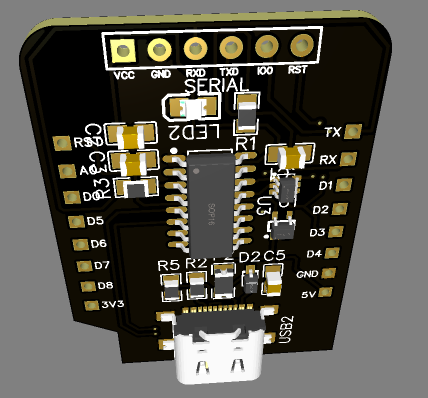 VCC GND RXD TXD IO0 RST
SERIAL
LED2
R1
TX
RX
D1
D2
D3
D4
GND
5V
RST
A0
D0
D5
D6
D7
D8
3V3
SOP16
U3
R5 R2 D2 C5
USB2